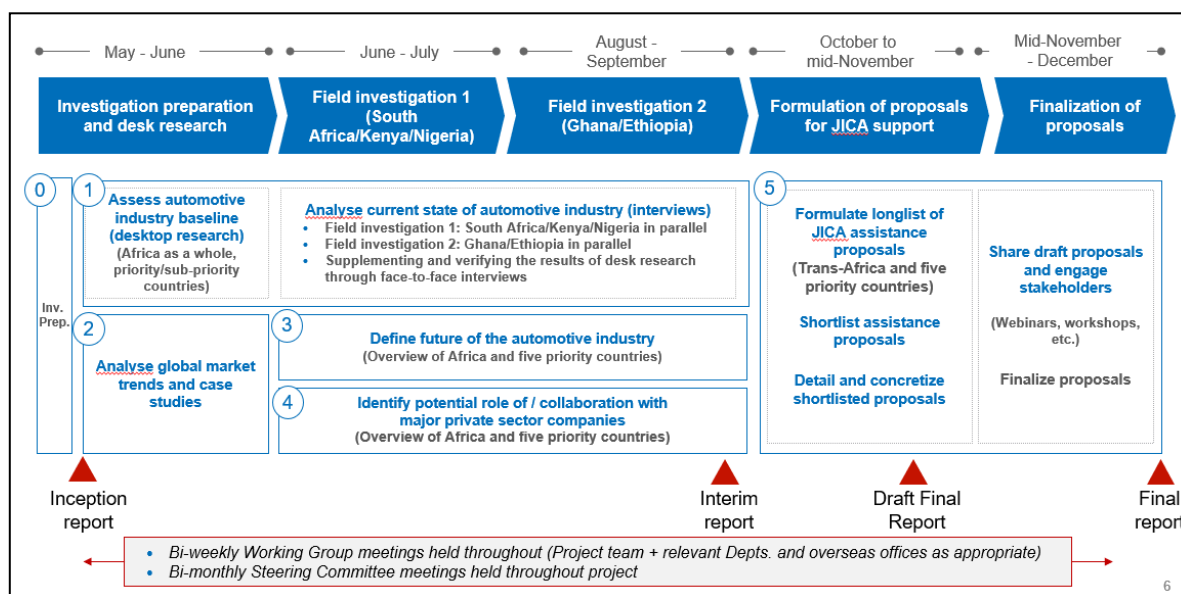 May - June
June - July
August -
September
October to
mid-November
Mid-November
- December
Investigation preparation
and desk research
Field investigation 1
(South
Africa/Kenya/Nigeria)
Field investigation 2
(Ghana/Ethiopia)
Formulation of proposals
for JICA support
Finalization of
proposals
0
Inv.
Prep.
1
Assess automotive
industry baseline
(desktop research)
(Africa as a whole,
priority/sub-priority
countries)
Analyse current state of automotive industry (interviews)
• Field investigation 1: South Africa/Kenya/Nigeria in parallel
• Field investigation 2: Ghana/Ethiopia in parallel
• Supplementing and verifying the results of desk research
through face-to-face interviews
2
Analyse global market
trends and case
studies
3
Define future of the automotive industry
(Overview of Africa and five priority countries)
4
Identify potential role of / collaboration with
major private sector companies
(Overview of Africa and five priority countries)
5
Formulate longlist of
JICA assistance
proposals
(Trans-Africa and five
priority countries)
Shortlist assistance
proposals
Detail and concretize
shortlisted proposals
Share draft proposals
and engage
stakeholders
(Webinars, workshops,
etc.)
Finalize proposals
Inception
report
Interim
report
Draft Final
Report
Final
report
• Bi-weekly Working Group meetings held throughout (Project team + relevant Depts. and overseas offices as appropriate)
• Bi-monthly Steering Committee meetings held throughout project
6